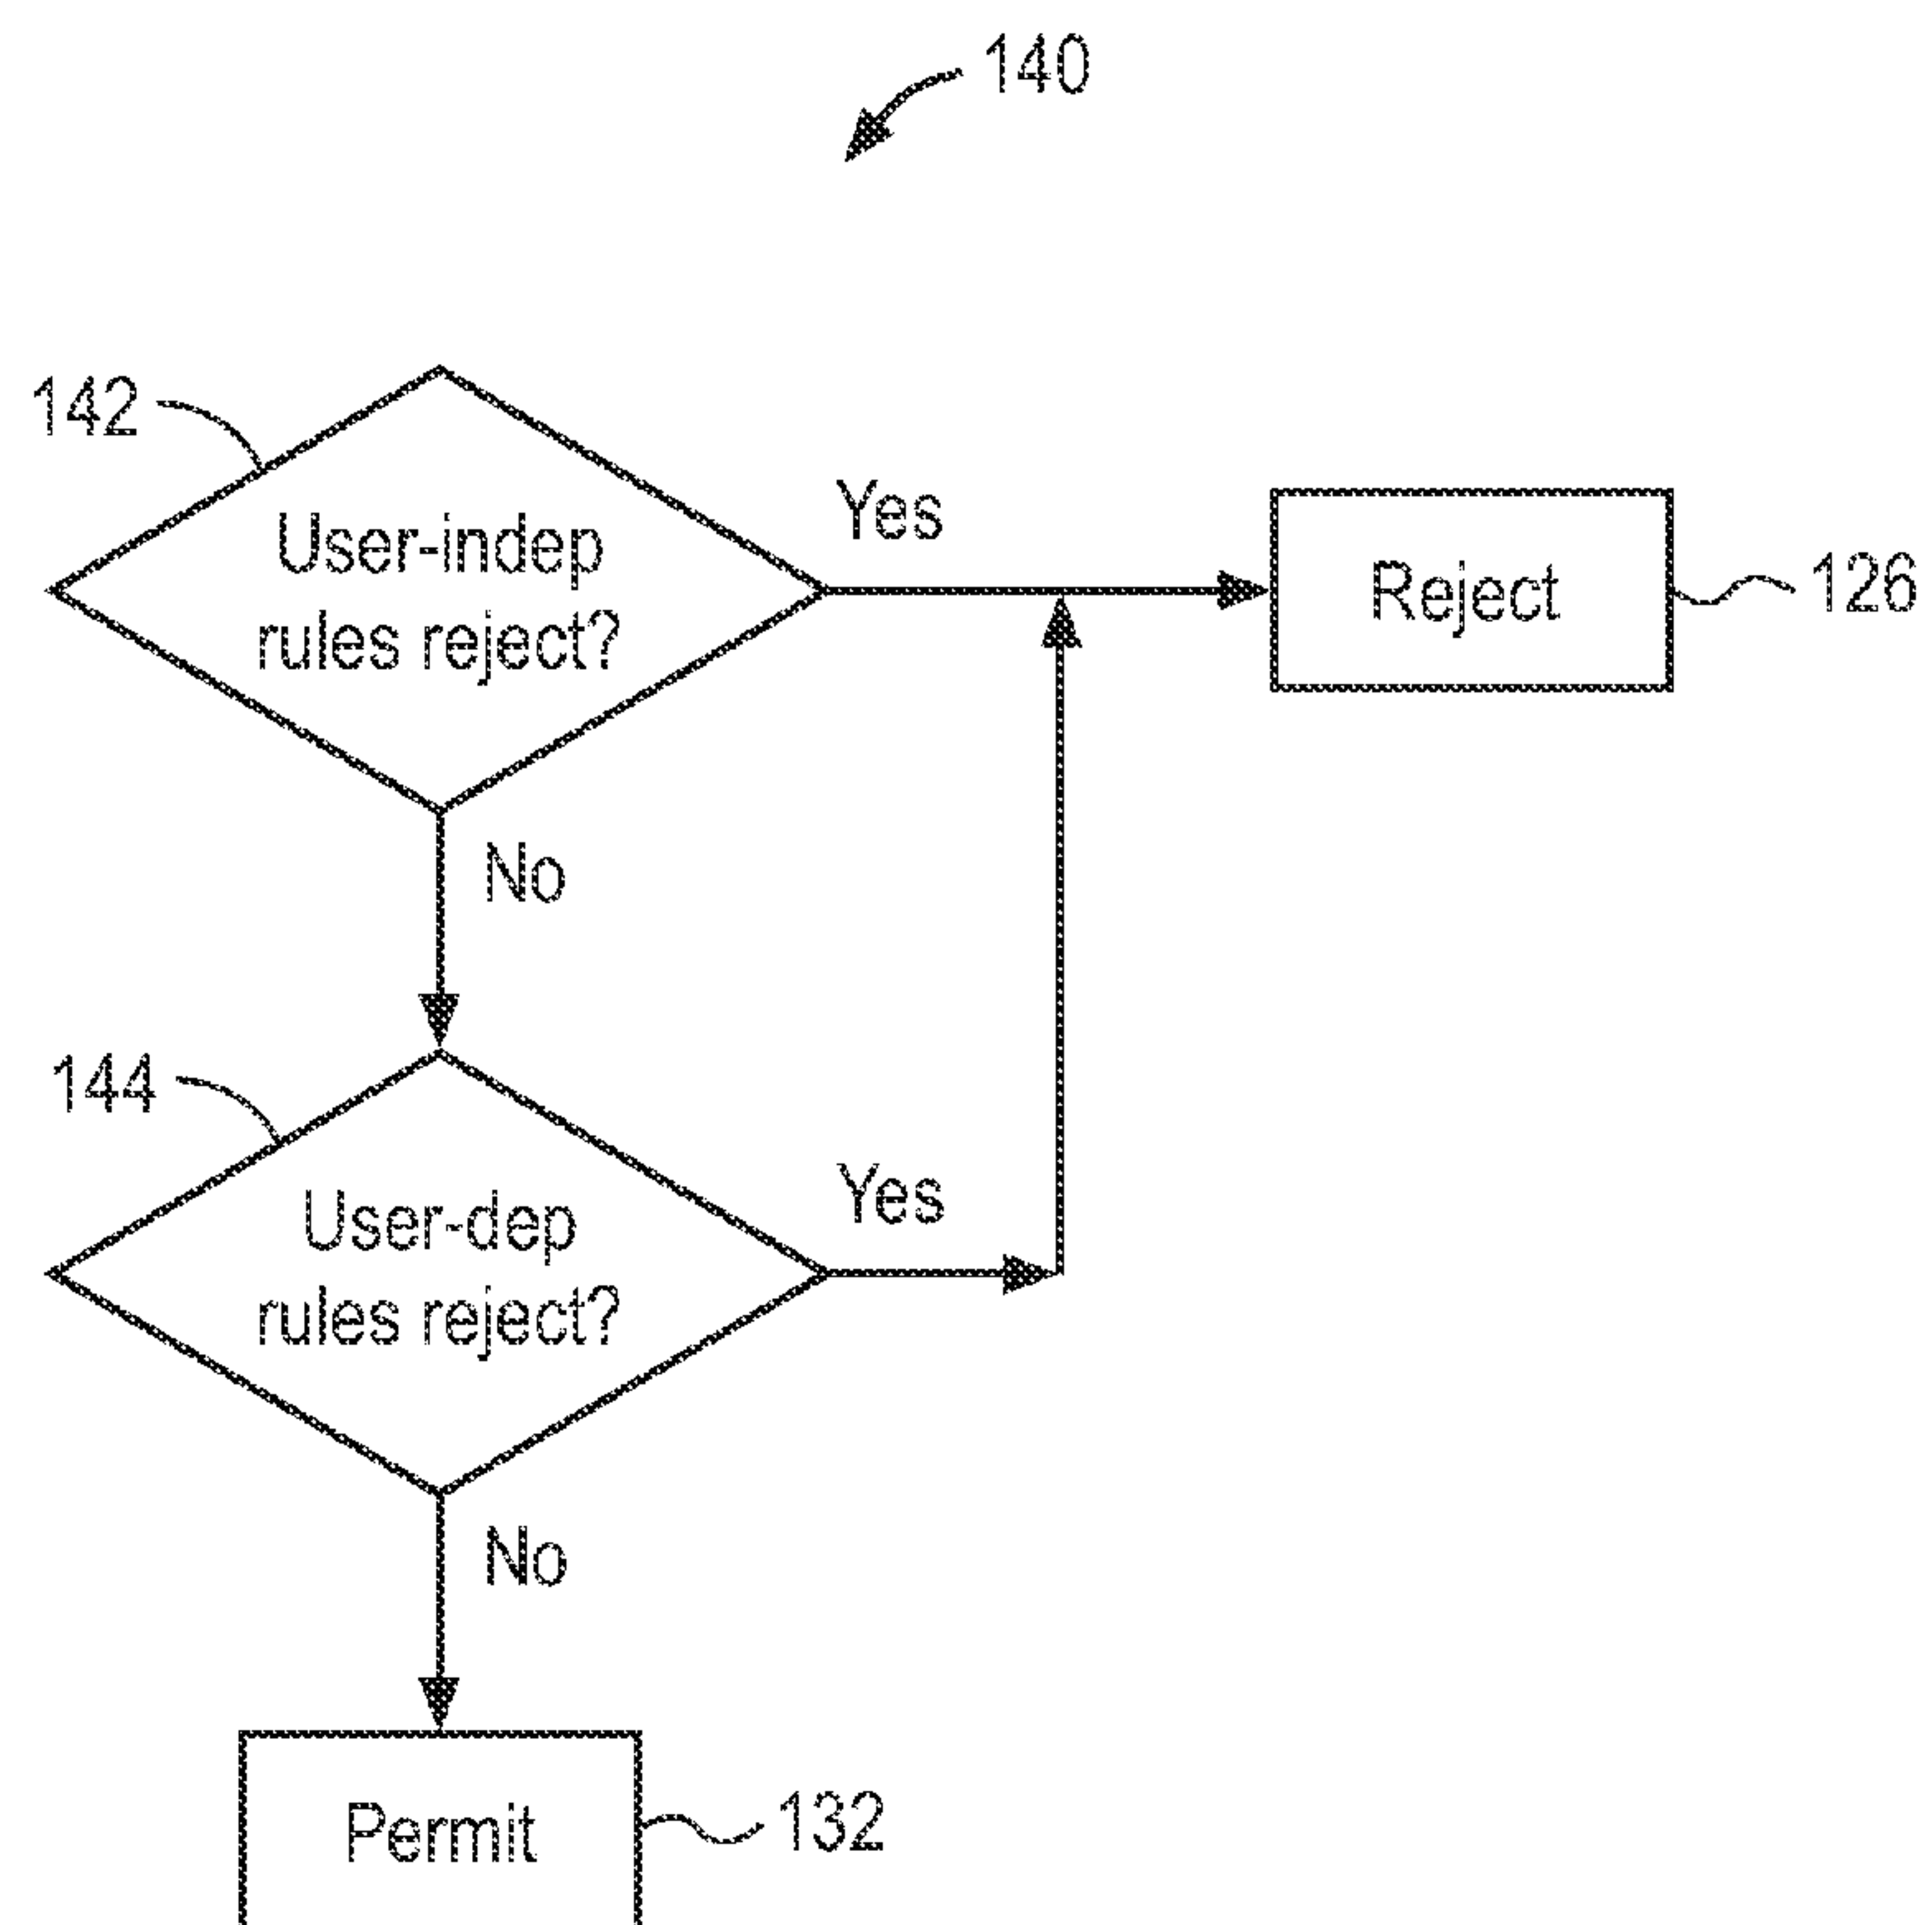 140
142
User-indep
rules reject?
Yes
Reject
126
No
144
User-dep
rules reject?
Yes
No
Permit
132